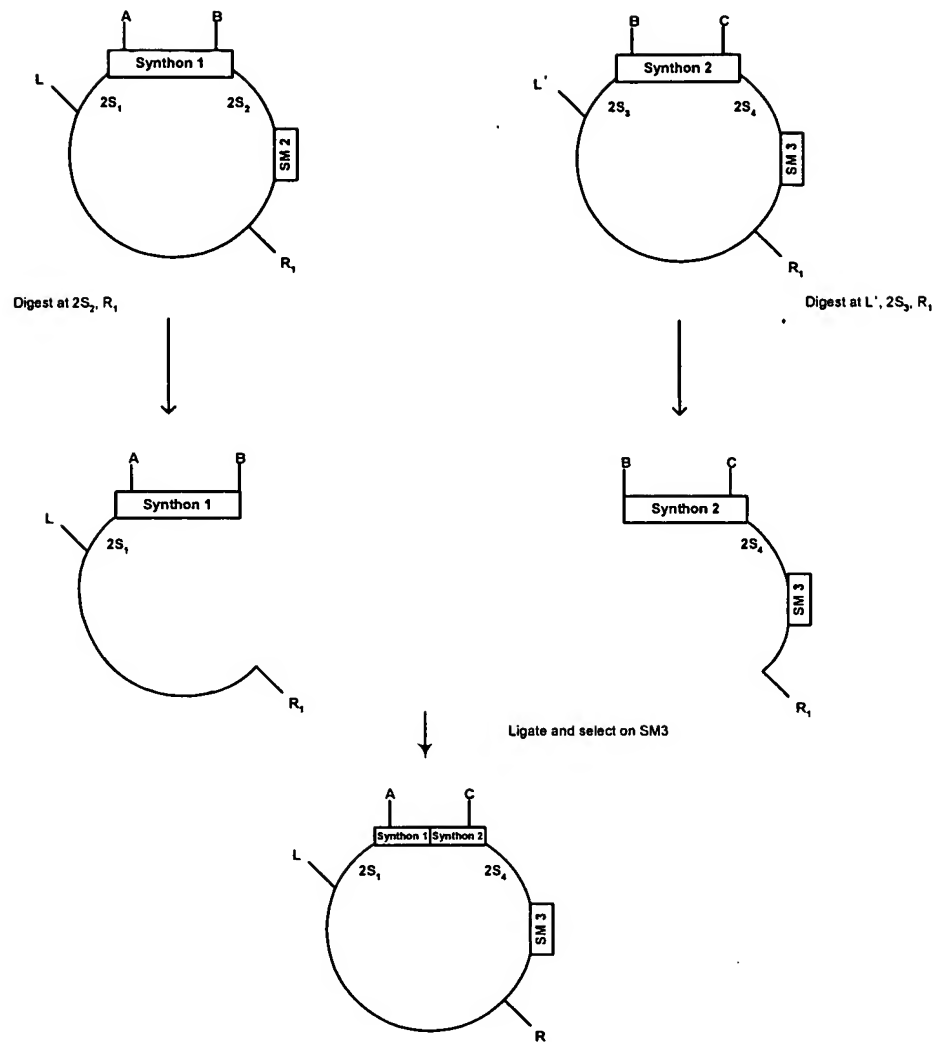 A B
Synthon 1
L
2S₁ 2S₂
SM 2
R₁
B C
Synthon 2
L'
2S₃ 2S₄
SM 3
R₁
Digest at 2S₂, R₁
Digest at L', 2S₃, R₁
A B
Synthon 1
L
2S₁
R₁
B C
Synthon 2
2S₄
SM 3
R₁
Ligate and select on SM3
A C
Synthon 1 Synthon 2
L
2S₁ 2S₄
SM 3
R